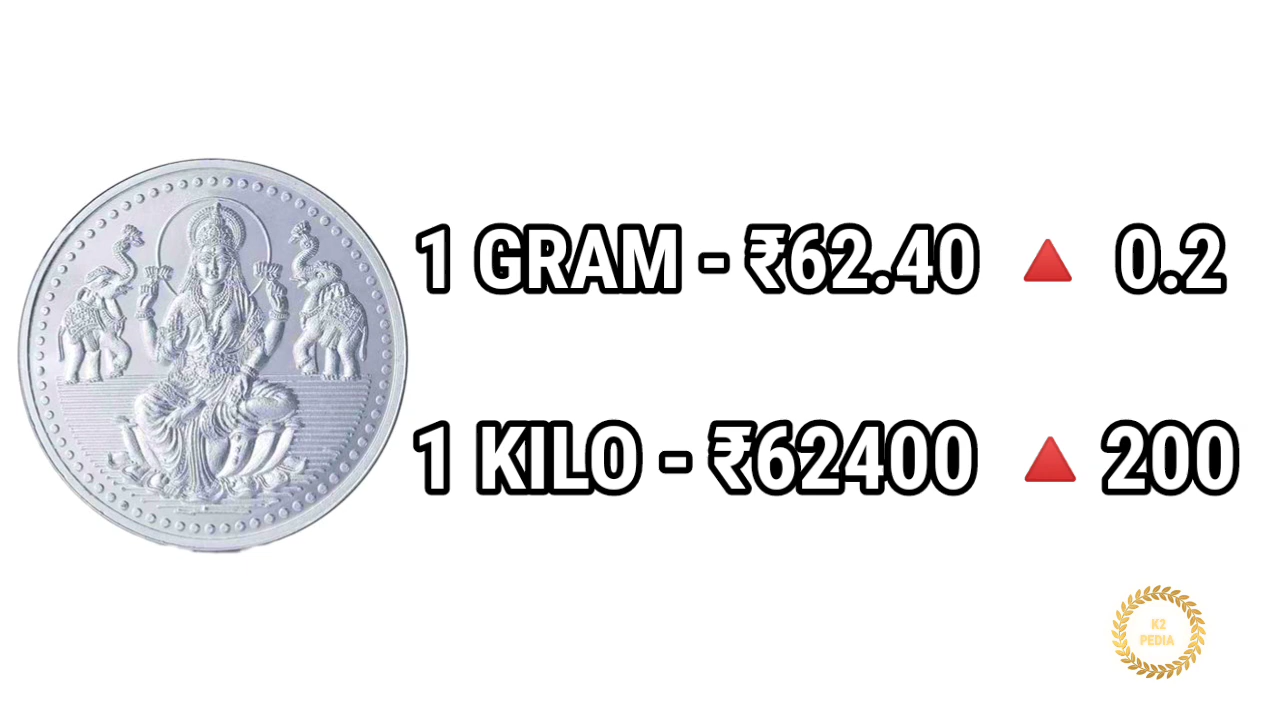 1 GRAM - ₹62.40 🔺 0.2
1 KILO - ₹62400 🔺 200
K2
PEDIA